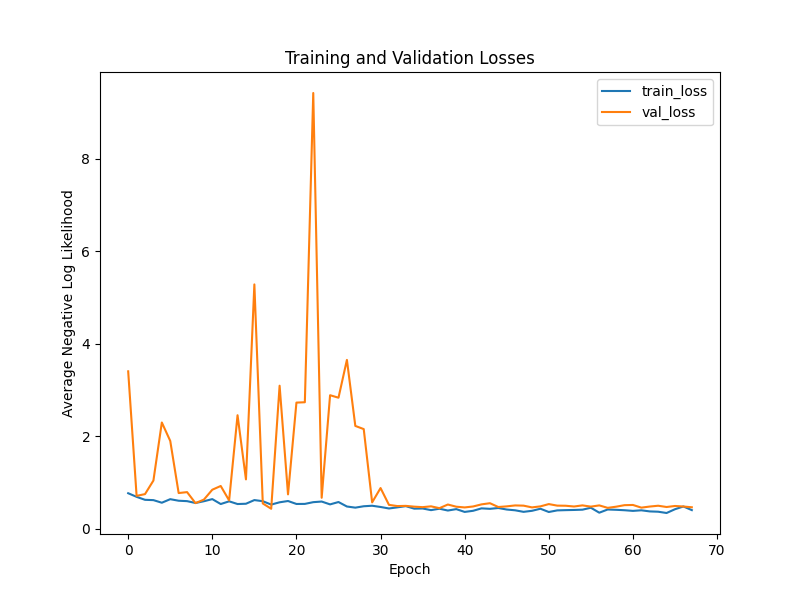 Training and Validation Losses
train_loss
val_loss
Average Negative Log Likelihood
8
6
4
2
0
0 10 20 30 40 50 60 70
Epoch